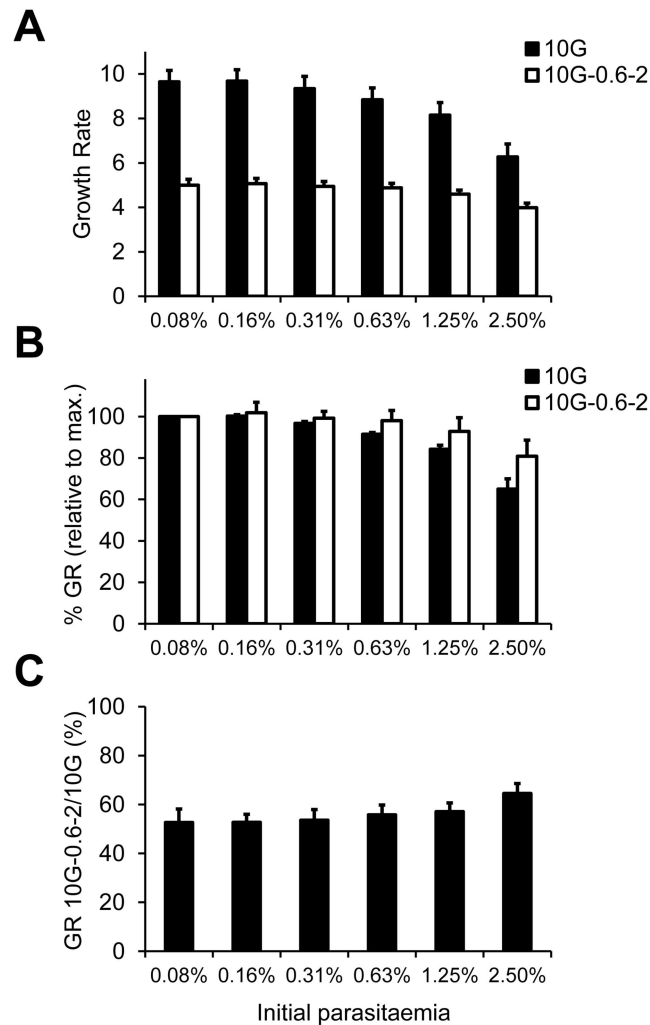 A
10G
10G-0.6-2
Growth Rate
10
8
6
4
2
0
0.08% 0.16% 0.31% 0.63% 1.25% 2.50%
B
10G
10G-0.6-2
% GR (relative to max.)
100
80
60
40
20
0
0.08% 0.16% 0.31% 0.63% 1.25% 2.50%
C
GR 10G-0.6-2/10G (%)
100
80
60
40
20
0
0.08% 0.16% 0.31% 0.63% 1.25% 2.50%
Initial parasitaemia